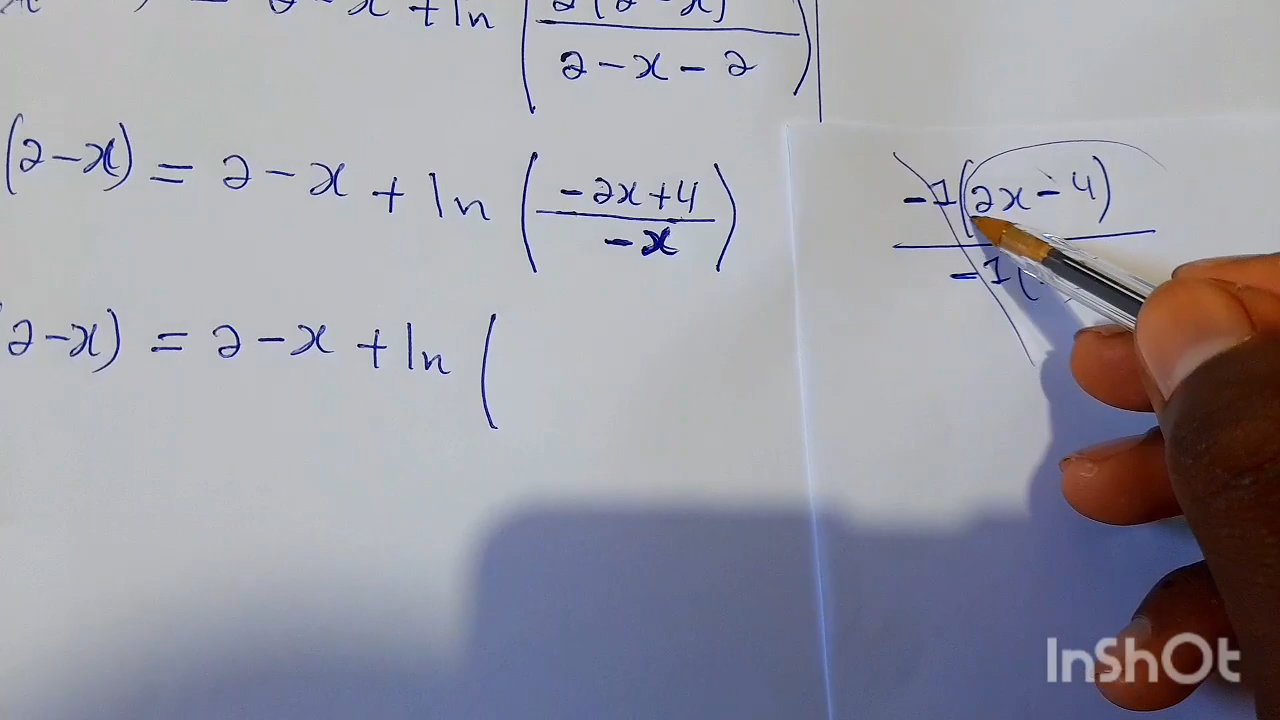 = 2-x + ln (2(2-x)
2-x-2)
(2-x) = 2-x + ln (-2x+4
-x)
-1(2x-4)
-1(
2-x) = 2-x + ln (
InShOt